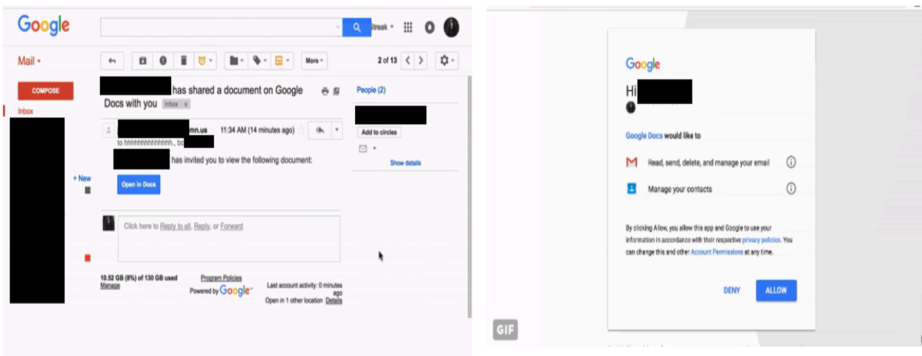 Google
Mail
2 of 13
More
COMPOSE
has shared a document on Google
Docs with you Inbox x
People (2)
Inbox
mn.us 11:34 AM (14 minutes ago)
Add to circles
to hhhhhhhhhhhhhh.,
has invited you to view the following document:
Show details
+ New
Open in Docs
Click here to Reply to all, Reply, or Forward
10.52 GB (8%) of 130 GB used
Manage
Program Policies
Powered by Google™
Last account activity: 0 minutes
ago
Open in 1 other location Details
Google
Hi
Google Docs would like to
Read, send, delete, and manage your email
Manage your contacts
By clicking Allow, you allow this app and Google to use your
information in accordance with their respective privacy policies. You
can change this and other Account Permissions at any time.
DENY
ALLOW
GIF